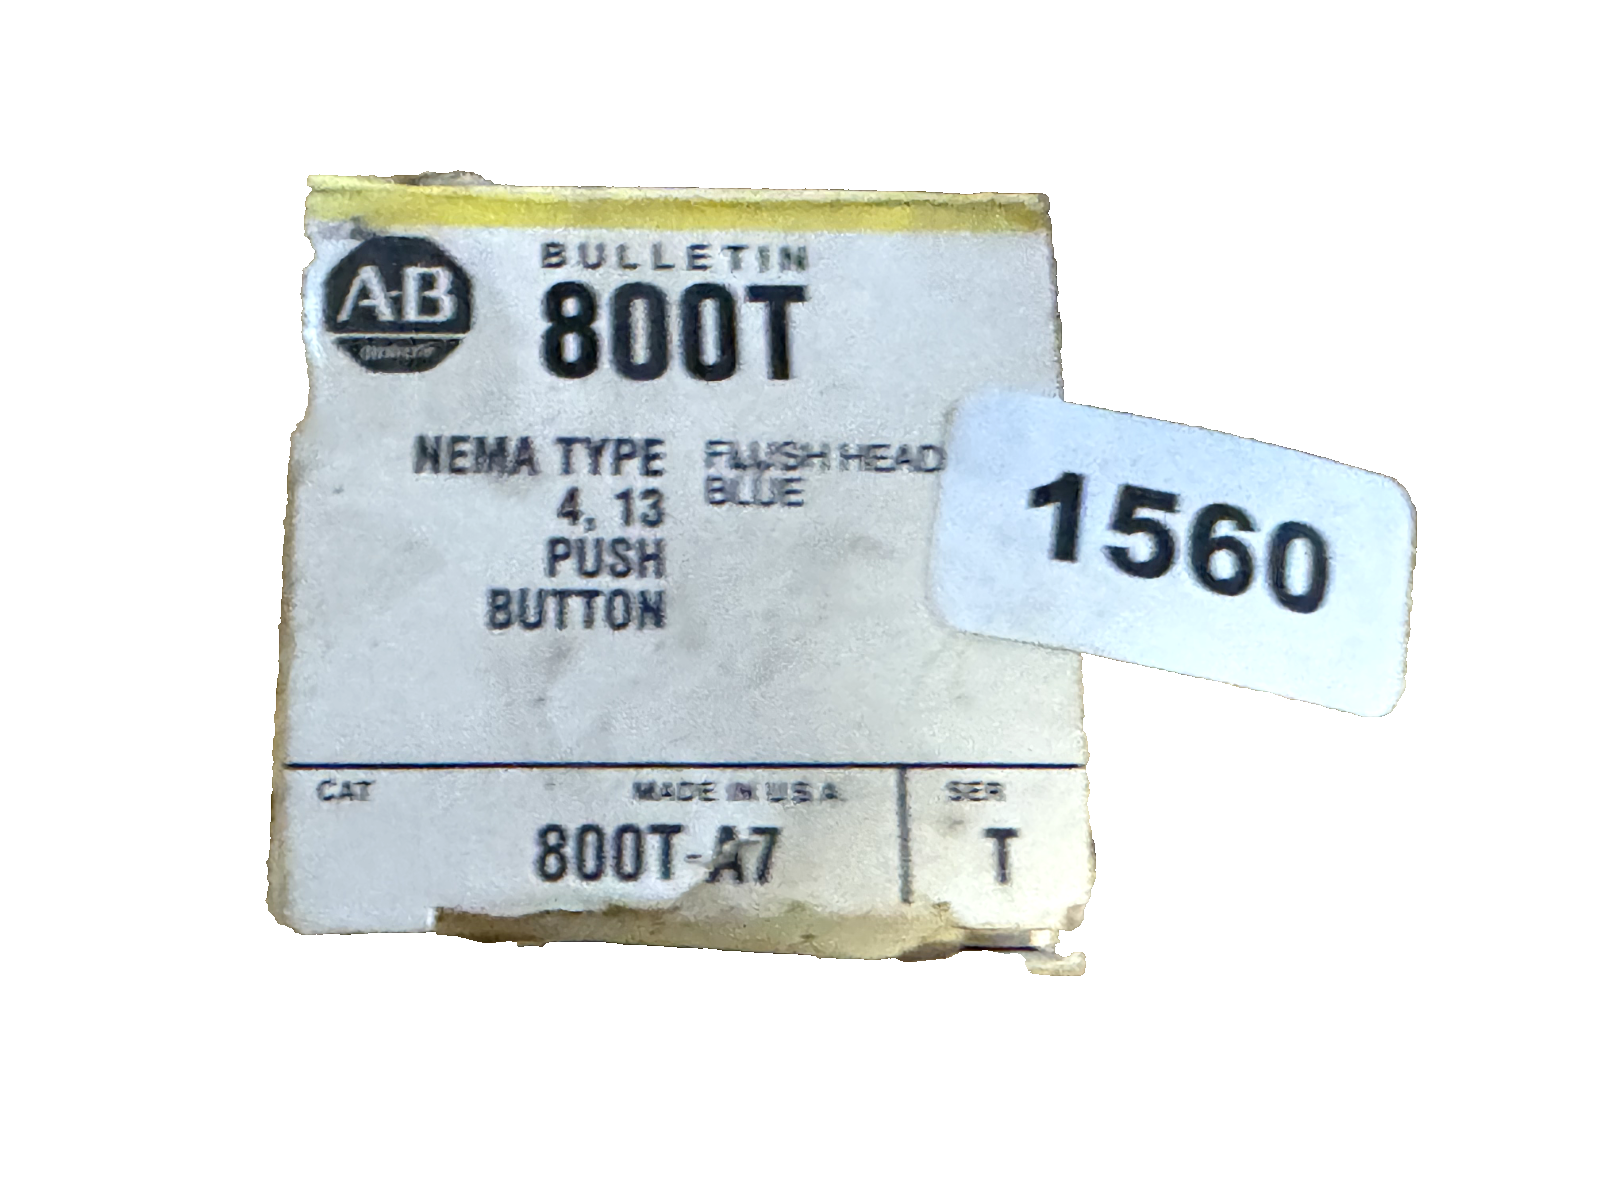 A-B
BULLETIN
800T
NEMA TYPE
4, 13
PUSH
BUTTON
FLUSH HEAD
BLUE
1560
CAT
MADE IN U.S.A.
SER
800T-A7
T